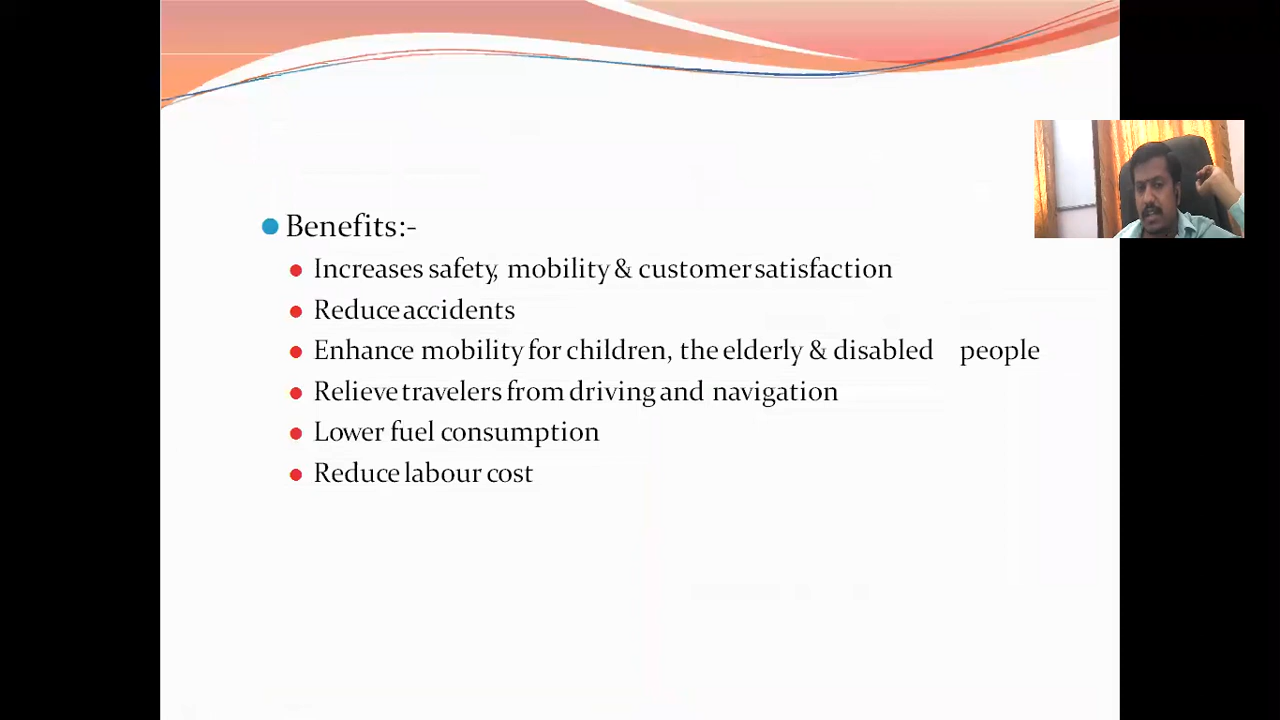 Benefits:-
Increases safety, mobility & customer satisfaction
Reduce accidents
Enhance mobility for children, the elderly & disabled people
Relieve travelers from driving and navigation
Lower fuel consumption
Reduce labour cost